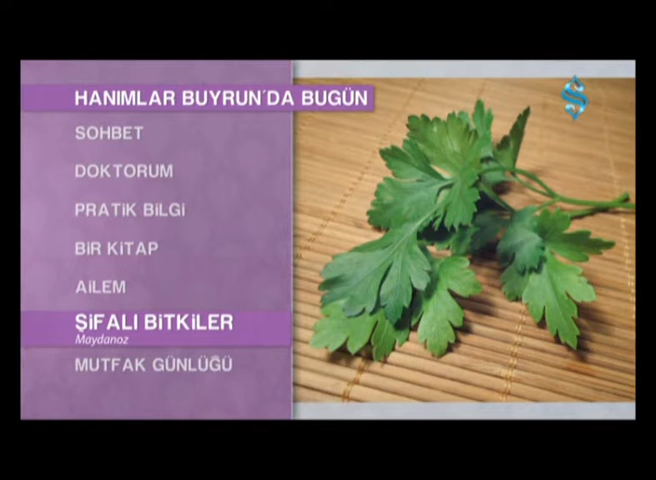 HANIMLAR BUYRUN'DA BUGÜN
SOHBET
DOKTORUM
PRATİK BİLGİ
BİR KİTAP
AİLEM
ŞİFALI BİTKİLER
Maydanoz
MUTFAK GÜNLÜĞÜ